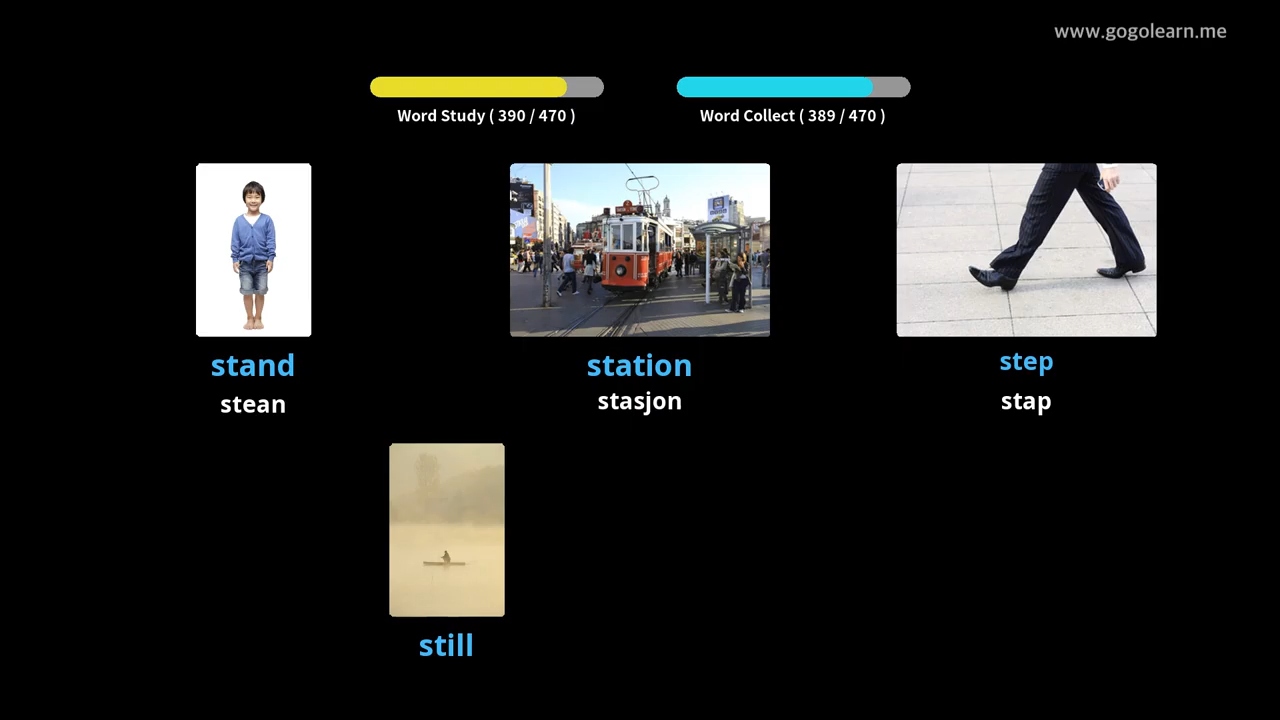 www.gogolearn.me
Word Study ( 390 / 470 )
Word Collect ( 389 / 470 )
stand
station
step
stean
stasjon
stap
still